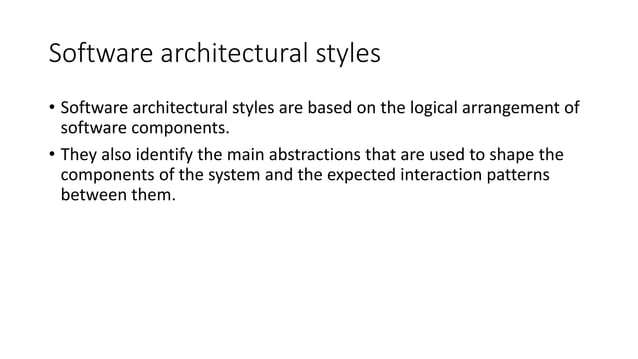 Software architectural styles
• Software architectural styles are based on the logical arrangement of
software components.
• They also identify the main abstractions that are used to shape the
components of the system and the expected interaction patterns
between them.